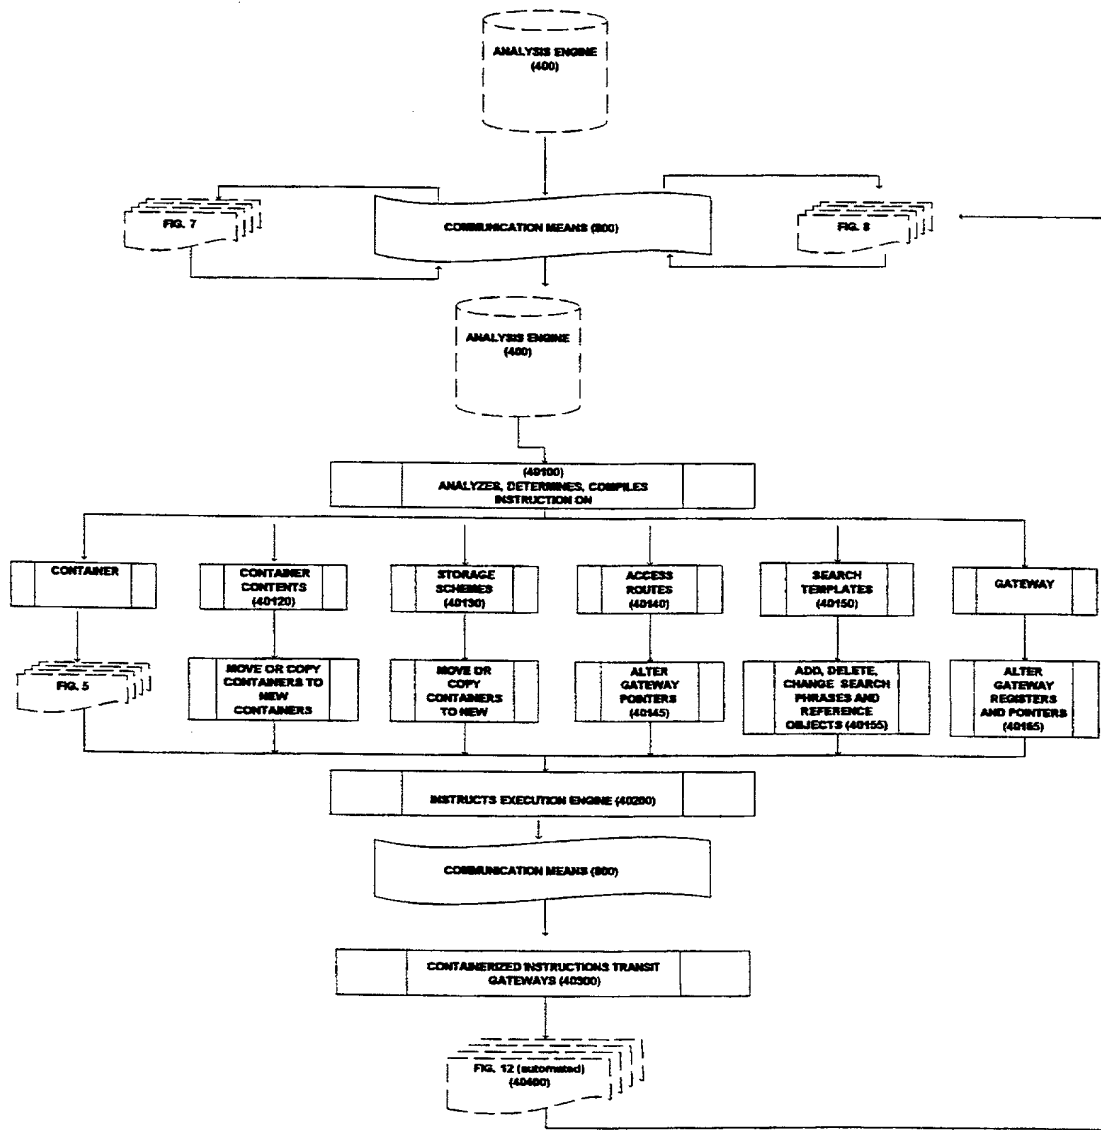 ANALYSIS ENGINE
(400)
FIG. 7
COMMUNICATION MEANS (800)
FIG. 8
ANALYSIS ENGINE
(400)
(40100)
ANALYZES, DETERMINES, COMPILES
INSTRUCTION ON
CONTAINER
CONTAINER
CONTENTS
(40120)
STORAGE
SCHEMES
(40130)
ACCESS
ROUTES
(40140)
SEARCH
TEMPLATES
(40150)
GATEWAY
FIG. 5
MOVE OR COPY
CONTAINERS TO
NEW
CONTAINERS
MOVE OR
COPY
CONTAINERS
TO NEW
ALTER
GATEWAY
POINTERS
(40145)
ADD, DELETE,
CHANGE SEARCH
PHRASES AND
REFERENCE
OBJECTS (40155)
ALTER
GATEWAY
REGISTERS
AND POINTERS
(40165)
INSTRUCTS EXECUTION ENGINE (40200)
COMMUNICATION MEANS (800)
CONTAINERIZED INSTRUCTIONS TRANSIT
GATEWAYS (40300)
FIG. 12 (automated)
(40400)